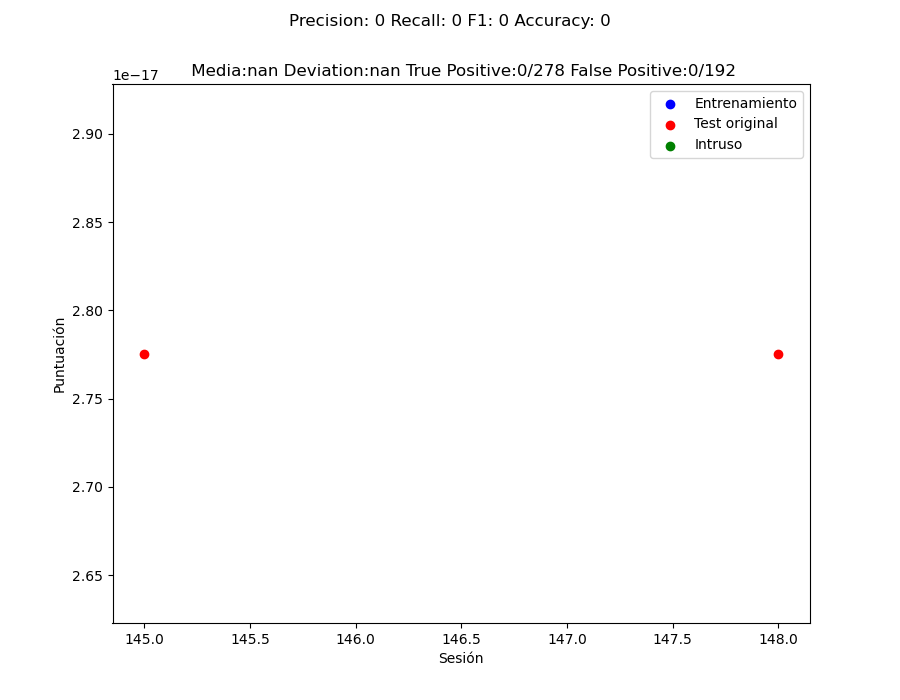 Precision: 0 Recall: 0 F1: 0 Accuracy: 0
Media:nan Deviation:nan True Positive:0/278 False Positive:0/192
1e−17
Entrenamiento
Test original
Intruso
2.90
2.85
2.80
2.75
2.70
2.65
Puntuación
145.0 145.5 146.0 146.5 147.0 147.5 148.0
Sesión